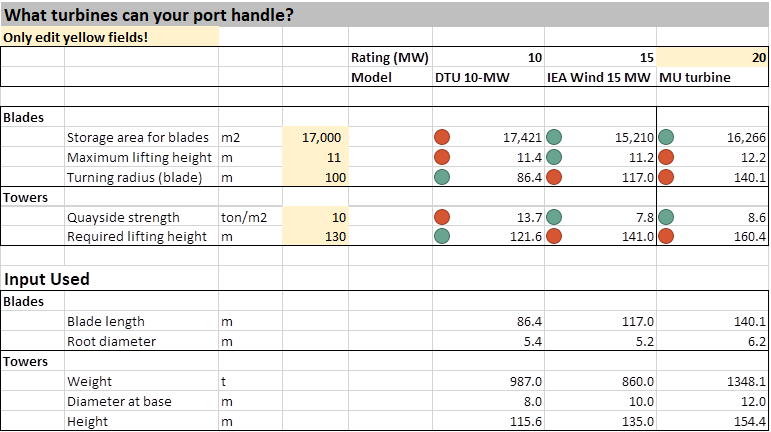 What turbines can your port handle?
Only edit yellow fields!
Rating (MW) 10 15 20
Model DTU 10-MW IEA Wind 15 MW MU turbine
Blades
Storage area for blades m2 17,000 17,421 15,210 16,266
Maximum lifting height m 11 11.4 11.2 12.2
Turning radius (blade) m 100 86.4 117.0 140.1
Towers
Quayside strength ton/m2 10 13.7 7.8 8.6
Required lifting height m 130 121.6 141.0 160.4
Input Used
Blades
Blade length m 86.4 117.0 140.1
Root diameter m 5.4 5.2 6.2
Towers
Weight t 987.0 860.0 1348.1
Diameter at base m 8.0 10.0 12.0
Height m 115.6 135.0 154.4